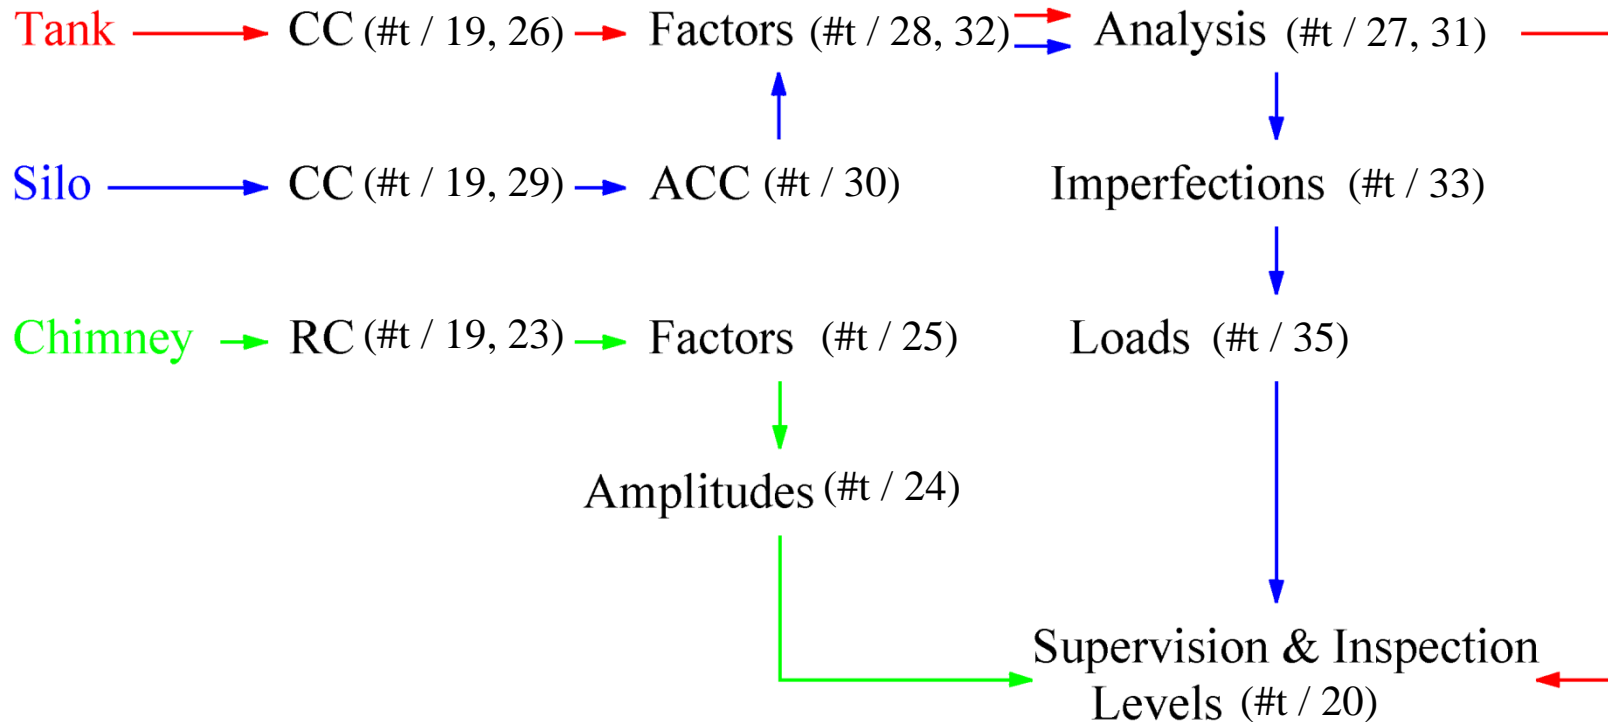 Tank CC (#t / 19, 26) Factors (#t / 28, 32) Analysis (#t / 27, 31)
Silo CC (#t / 19, 29) ACC (#t / 30) Imperfections (#t / 33)
Chimney RC (#t / 19, 23) Factors (#t / 25) Loads (#t / 35)
Amplitudes (#t / 24)
Supervision & Inspection
Levels (#t / 20)